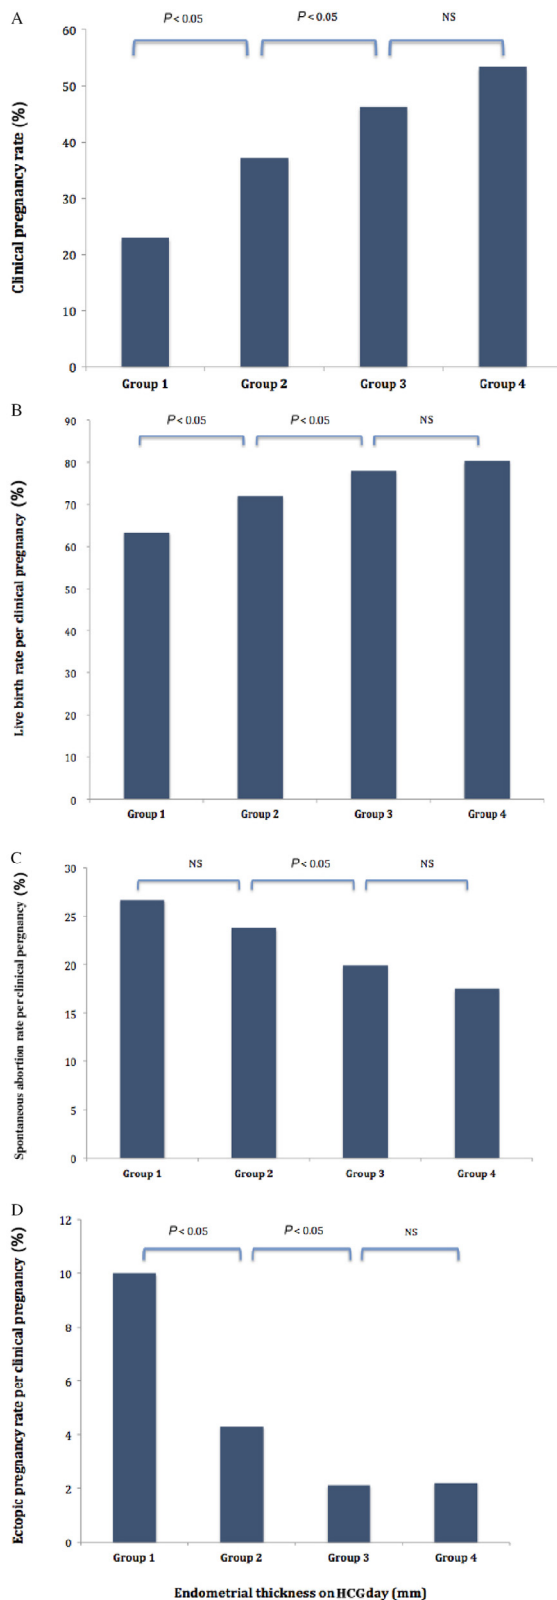 A
P < 0.05 P < 0.05 NS
Clinical pregnancy rate (%)
60
50
40
30
20
10
0
Group 1 Group 2 Group 3 Group 4
B
P < 0.05 P < 0.05 NS
Live birth rate per clinical pregnancy (%)
90
80
70
60
50
40
30
20
10
0
Group 1 Group 2 Group 3 Group 4
C
NS P < 0.05 NS
Spontaneous abortion rate per clinical pergnancy (%)
30
25
20
15
10
5
0
Group 1 Group 2 Group 3 Group 4
D
P < 0.05 P < 0.05 NS
Ectopic pregnancy rate per clinical pregnancy (%)
12
10
8
6
4
2
0
Group 1 Group 2 Group 3 Group 4
Endometrial thickness on HCG day (mm)